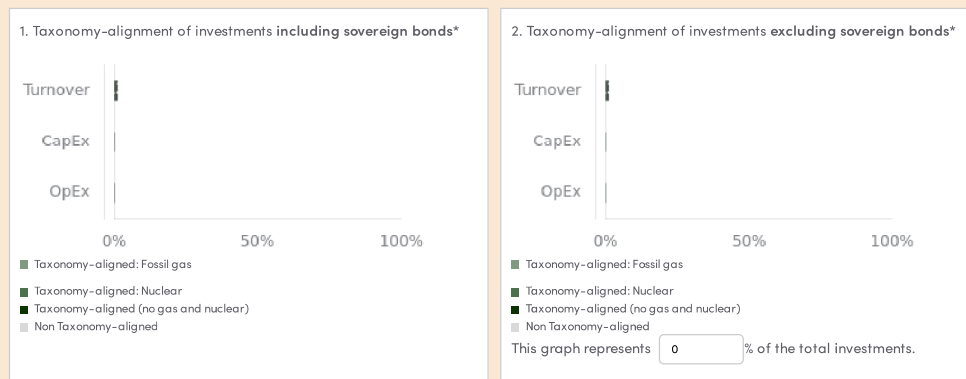 1. Taxonomy-alignment of investments including sovereign bonds*
Turnover
CapEx
OpEx
0% 50% 100%
Taxonomy-aligned: Fossil gas
Taxonomy-aligned: Nuclear
Taxonomy-aligned (no gas and nuclear)
Non Taxonomy-aligned
2. Taxonomy-alignment of investments excluding sovereign bonds*
Turnover
CapEx
OpEx
0% 50% 100%
Taxonomy-aligned: Fossil gas
Taxonomy-aligned: Nuclear
Taxonomy-aligned (no gas and nuclear)
Non Taxonomy-aligned
This graph represents 0 % of the total investments.